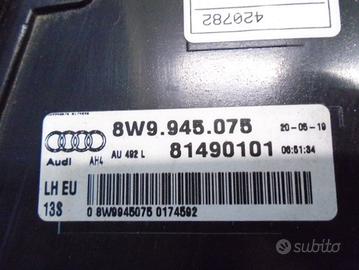 420782
8W9.945.075 20-05-19
Audi AH4 AU 492 L 81490101 06:51:34
LH EU
13S
0 8W9945075 0174592
subito